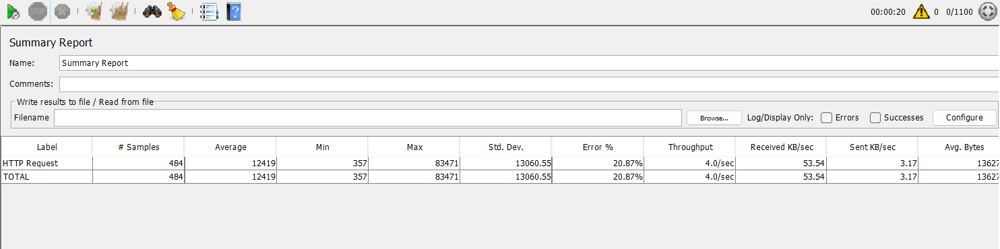 STOP
00:00:20 0 0/1100
Summary Report
Name: Summary Report
Comments:
Write results to file / Read from file
Filename Browse... Log/Display Only: Errors Successes Configure
Label # Samples Average Min Max Std. Dev. Error % Throughput Received KB/sec Sent KB/sec Avg. Bytes
HTTP Request 484 12419 357 83471 13060.55 20.87% 4.0/sec 53.54 3.17 13627
TOTAL 484 12419 357 83471 13060.55 20.87% 4.0/sec 53.54 3.17 13627